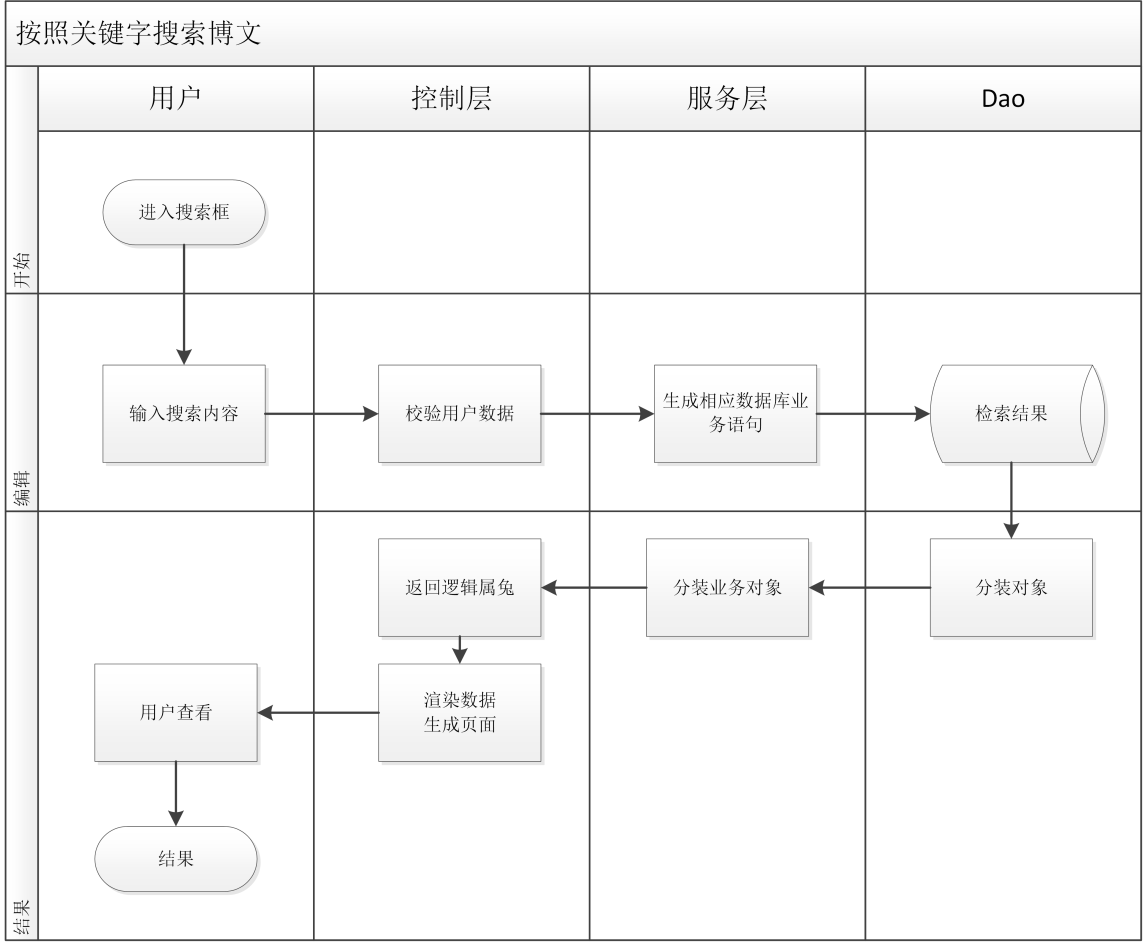 按照关键字搜索博文
用户
控制层
服务层
Dao
开始
进入搜索框
编辑
输入搜索内容
校验用户数据
生成相应数据库业
务语句
检索结果
结果
返回逻辑属兔
分装业务对象
分装对象
用户查看
渲染数据
生成页面
结果